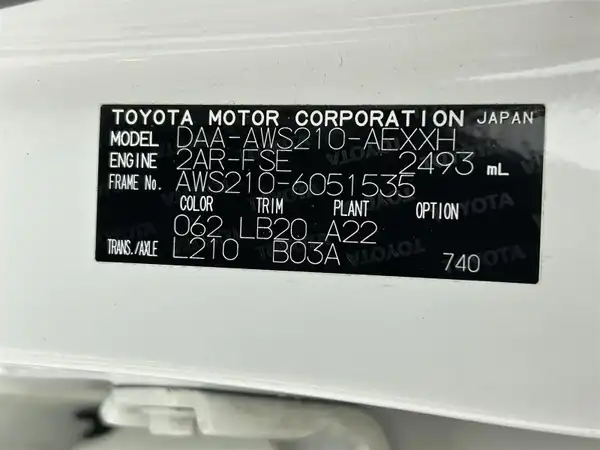 TOYOTA MOTOR CORPORATION JAPAN
MODEL DAA-AWS210-AEXXH
ENGINE 2AR-FSE 2493 mL
FRAME No. AWS210-6051535
COLOR TRIM PLANT OPTION
062 LB20 A22
TRANS./AXLE L210 B03A 740